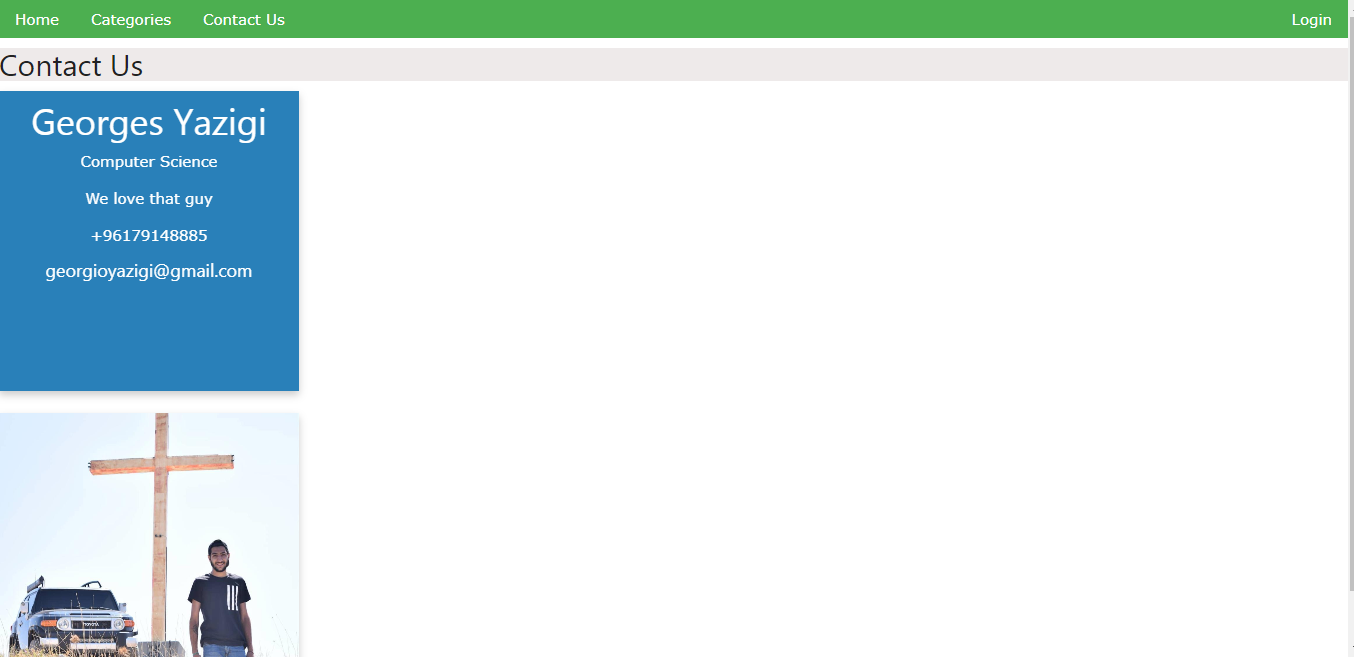 Home Categories Contact Us Login
Contact Us
Georges Yazigi
Computer Science
We love that guy
+96179148885
georgioyazigi@gmail.com
TOYOTA